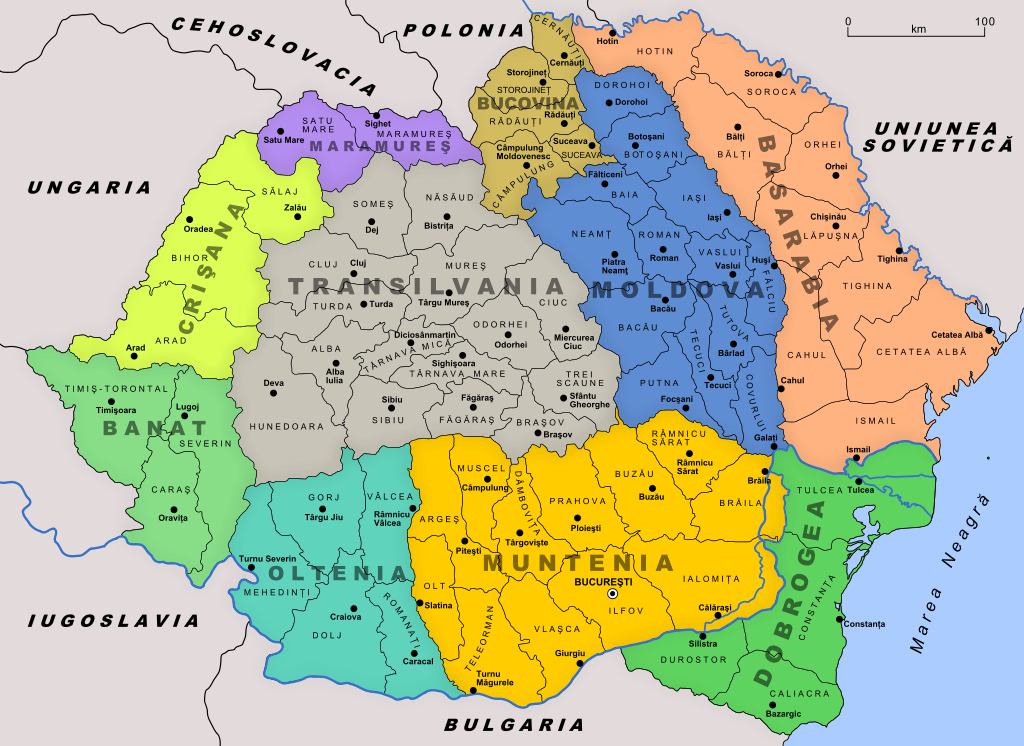 CEHOSLOVACIA
POLONIA
UNIUNEA
SOVIETICĂ
UNGARIA
IUGOSLAVIA
BULGARIA
Marea Neagră
0
100
km
MARAMUREȘ
SATU
MARE
Satu Mare
Sighet
MARAMUREȘ
BUCOVINA
CERNĂUȚI
Cernăuți
Storojineț
STOROJINEȚ
RĂDĂUȚI
Rădăuți
Suceava
SUCEAVA
Câmpulung
Moldovenesc
CÂMPULUNG
BASARABIA
Hotin
HOTIN
Soroca
SOROCA
Bălți
BĂLȚI
ORHEI
Orhei
Chișinău
LĂPUȘNA
Tighina
TIGHINA
Cetatea Albă
CETATEA ALBĂ
CAHUL
Cahul
ISMAIL
Ismail
MOLDOVA
DOROHOI
Dorohoi
Botoșani
BOTOȘANI
Fălticeni
BAIA
IAȘI
Iași
NEAMȚ
Piatra
Neamț
ROMAN
Roman
VASLUI
Vaslui
Huși
FĂLCIU
Bacău
BACĂU
TUTOVA
Bârlad
TECUCI
Tecuci
PUTNA
Focșani
COVURLUI
Galați
CRIȘANA
SĂLAJ
Zalău
Oradea
BIHOR
ARAD
Arad
TRANSILVANIA
SOMEȘ
Dej
NĂSĂUD
Bistrița
CLUJ
Cluj
MUREȘ
Târgu Mureș
TURDA
Turda
CIUC
Miercurea
Ciuc
ODORHEI
Odorhei
ALBA
Alba
Iulia
Diciosânmartin
TÂRNAVA MICĂ
Sighișoara
TÂRNAVA MARE
TREI
SCAUNE
Sfântu
Gheorghe
Deva
HUNEDOARA
Sibiu
SIBIU
Făgăraș
FĂGĂRAȘ
BRAȘOV
Brașov
BANAT
TIMIȘ-TORONTAL
Timișoara
Lugoj
SEVERIN
CARAȘ
Oravița
OLTENIA
GORJ
Târgu Jiu
VÂLCEA
Râmnicu
Vâlcea
Turnu Severin
MEHEDINȚI
Craiova
DOLJ
ROMANAȚI
Caracal
MUNTENIA
MUSCEL
Câmpulung
ARGEȘ
Pitești
DÂMBOVIȚA
Târgoviște
PRAHOVA
Ploiești
BUZĂU
Buzău
RÂMNICU
SĂRAT
Râmnicu
Sărat
Brăila
BRĂILA
OLT
Slatina
TELEORMAN
Turnu
Măgurele
VLAȘCA
Giurgiu
BUCUREȘTI
ILFOV
IALOMIȚA
Călărași
DOBROGEA
TULCEA
Tulcea
CONSTANȚA
Constanța
Silistra
DUROSTOR
CALIACRA
Bazargic